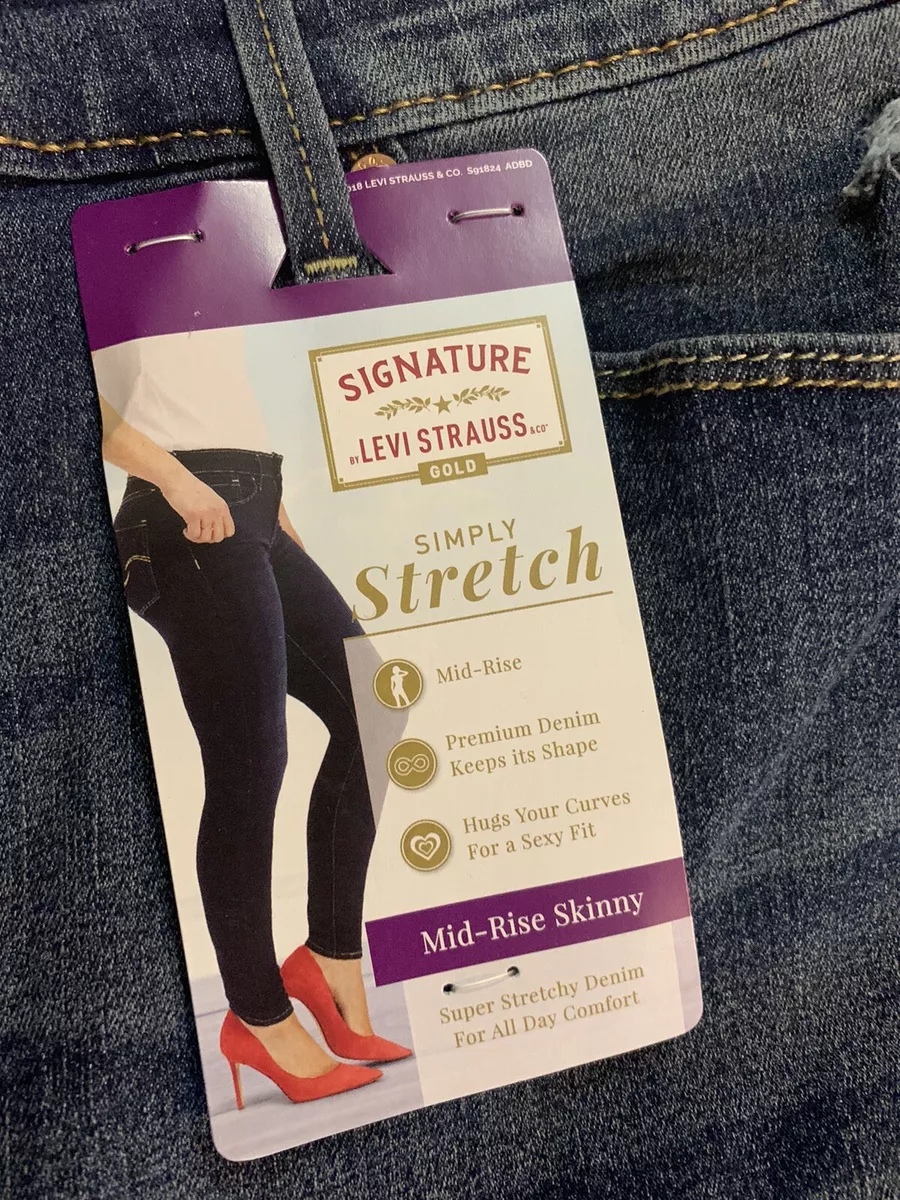 18 LEVI STRAUSS & CO. S91824 ADBD
SIGNATURE
BY LEVI STRAUSS & CO
GOLD
SIMPLY
Stretch
Mid-Rise
Premium Denim
Keeps its Shape
Hugs Your Curves
For a Sexy Fit
Mid-Rise Skinny
Super Stretchy Denim
For All Day Comfort